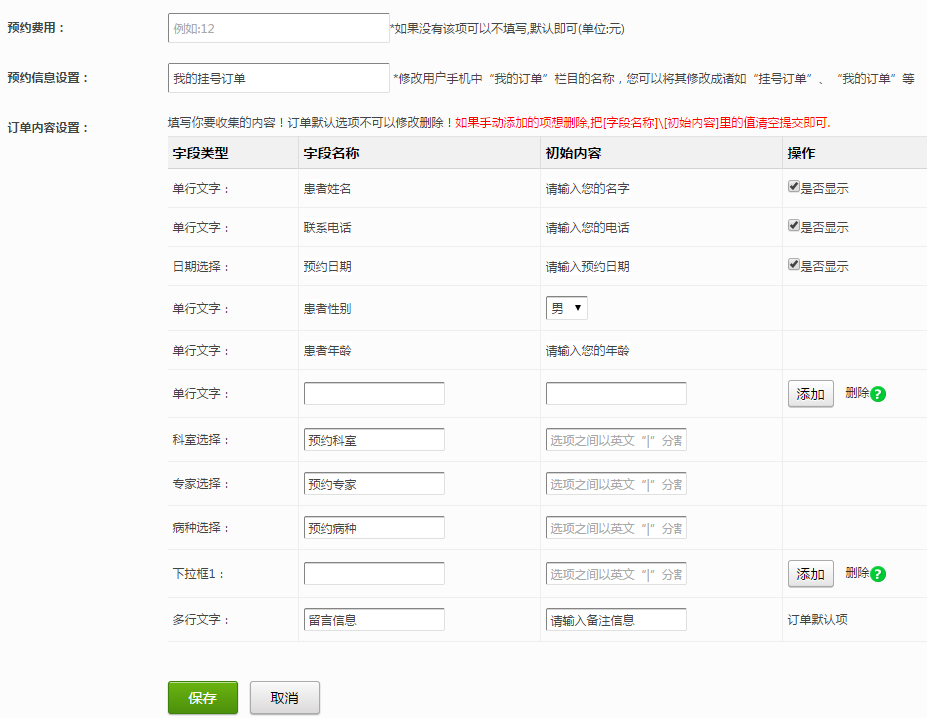 预约费用：
例如:12 *如果没有该项可以不填写,默认即可(单位:元)
预约信息设置：
我的挂号订单 *修改用户手机中“我的订单”栏目的名称，您可以将其修改成诸如“挂号订单”、“我的订单”等
订单内容设置：
填写你要收集的内容！订单默认选项不可以修改删除！如果手动添加的项想删除,把[字段名称]\[初始内容]里的值清空提交即可.
字段类型 字段名称 初始内容 操作
单行文字： 患者姓名 请输入您的名字 是否显示
单行文字： 联系电话 请输入您的电话 是否显示
日期选择： 预约日期 请输入预约日期 是否显示
单行文字： 患者性别 男
单行文字： 患者年龄 请输入您的年龄
单行文字： 添加 删除 ?
科室选择： 预约科室 选项之间以英文“|”分割
专家选择： 预约专家 选项之间以英文“|”分割
病种选择： 预约病种 选项之间以英文“|”分割
下拉框1： 选项之间以英文“|”分割 添加 删除 ?
多行文字： 留言信息 请输入备注信息 订单默认项
保存 取消